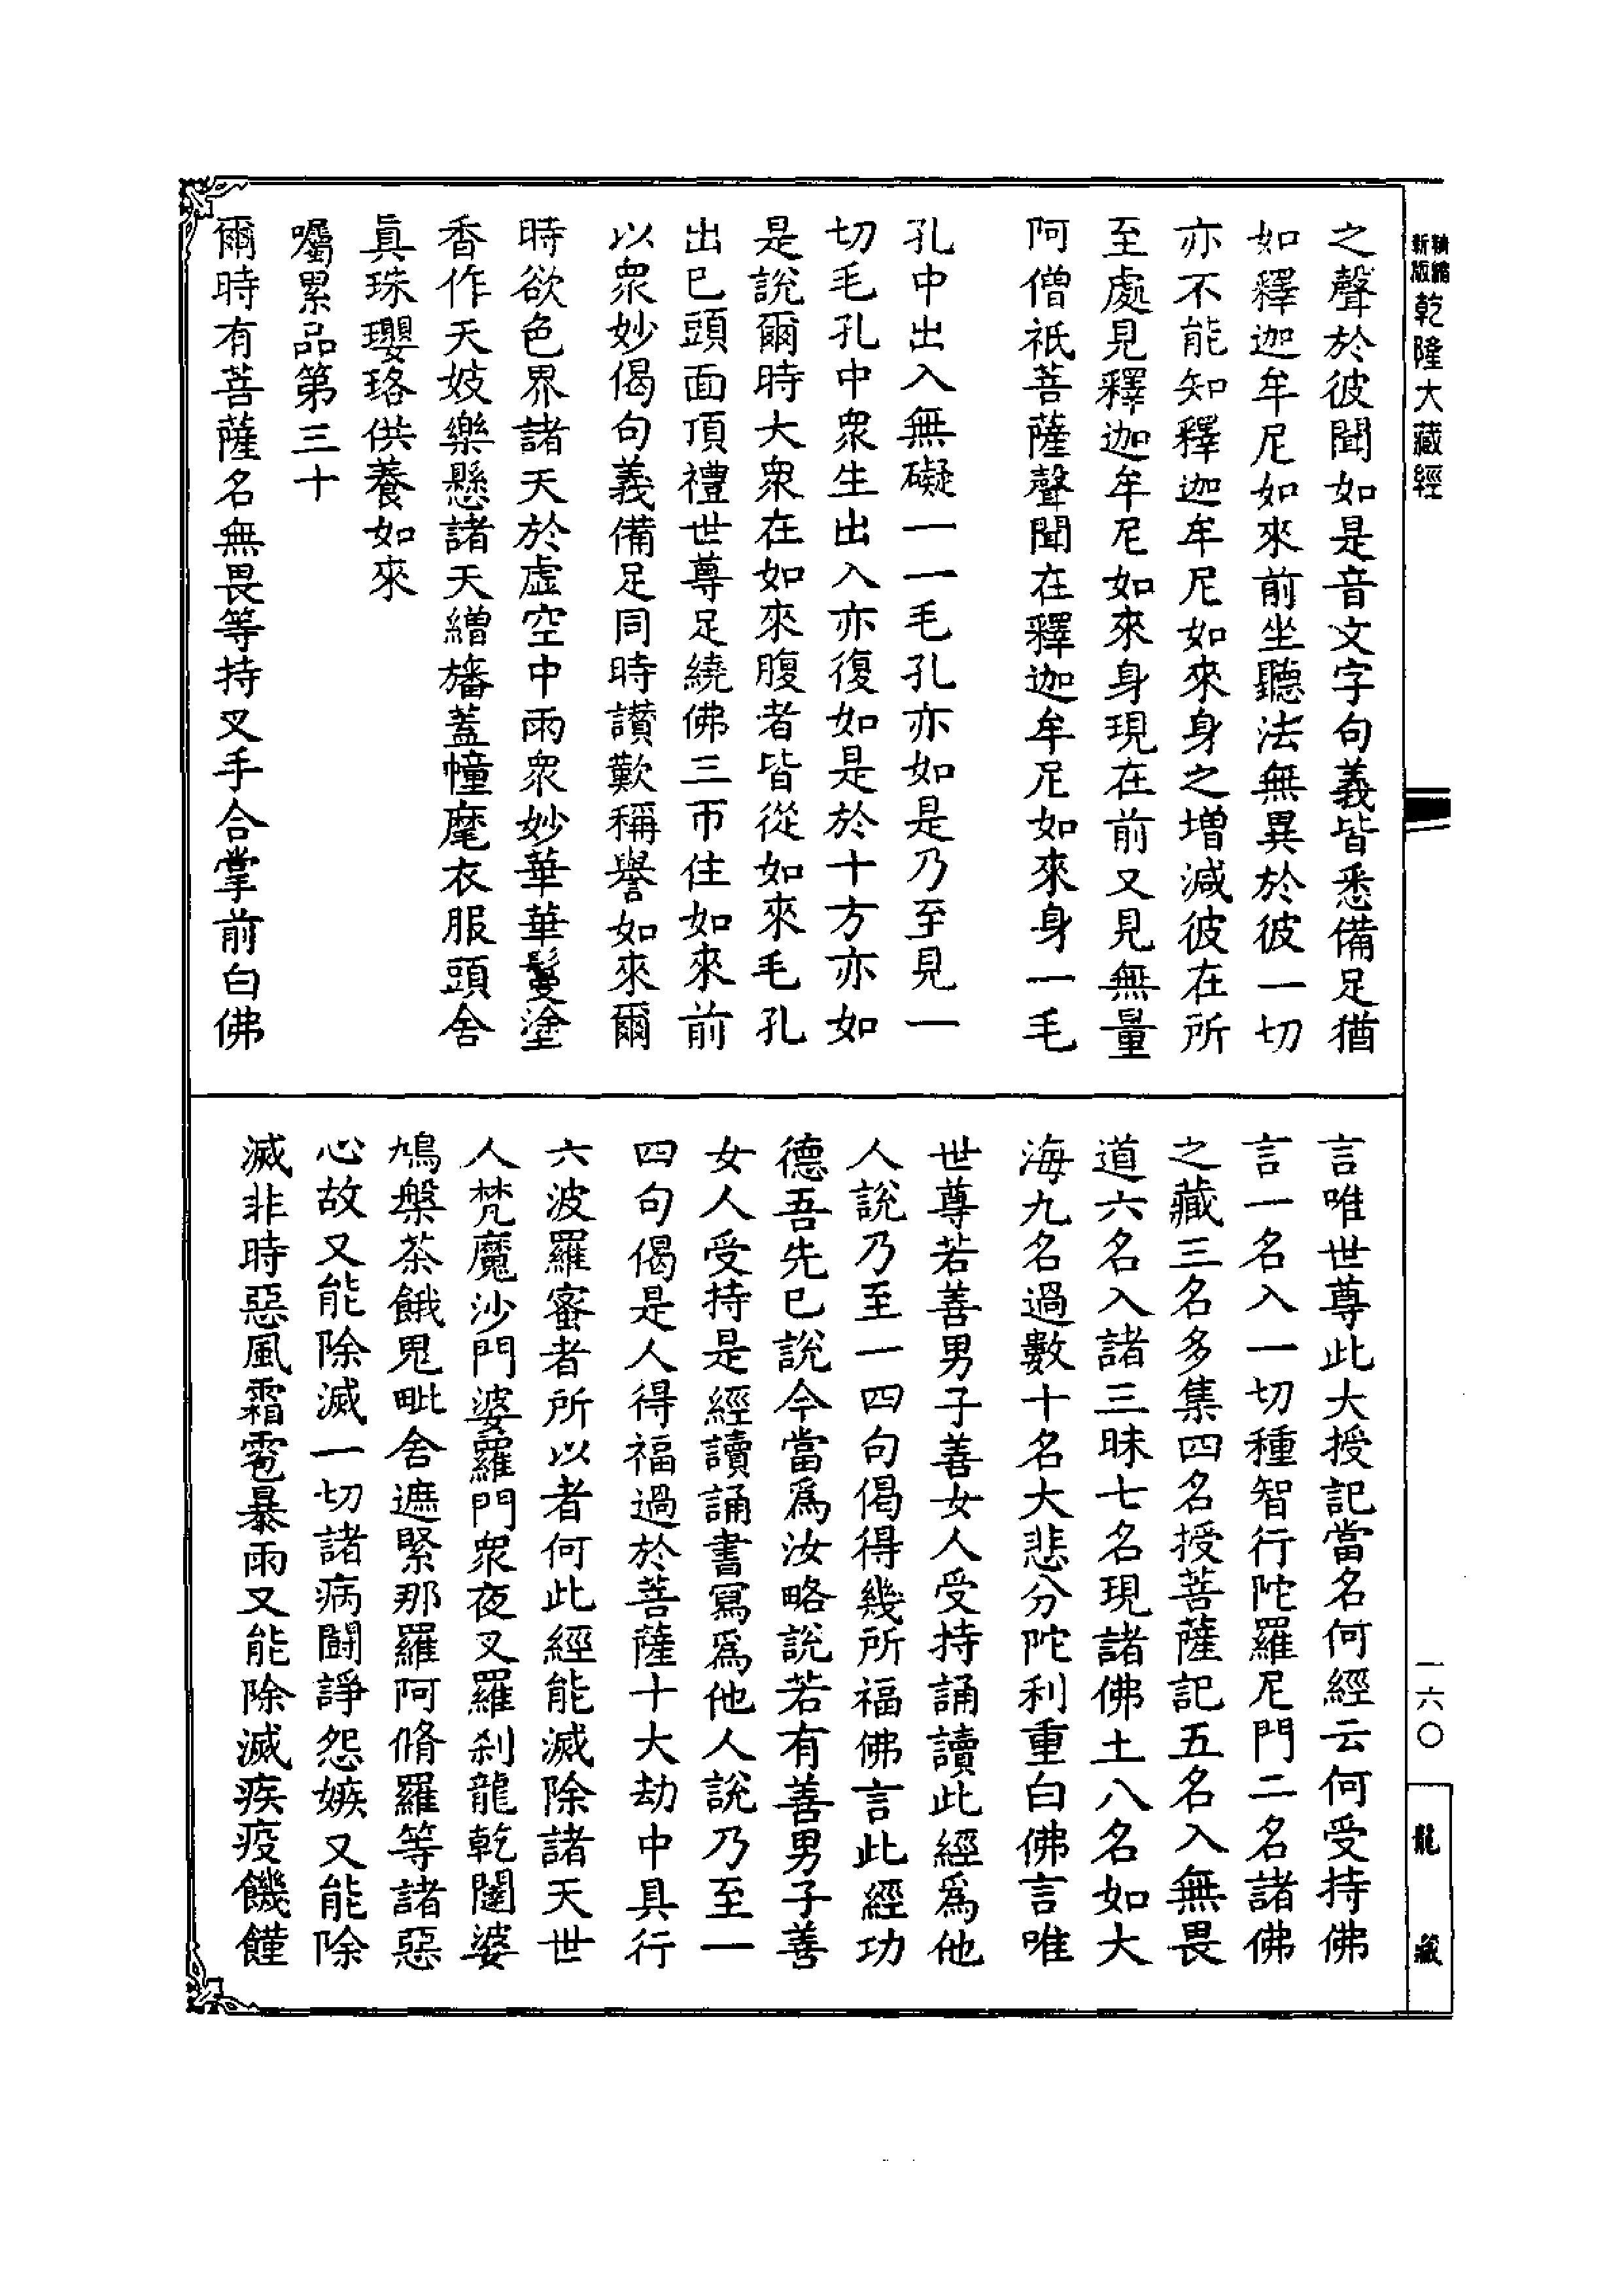 新版 乾隆大藏經
之聲於彼聞如是音文字句義皆悉備足猶
如釋迦牟尼如來前坐聽法無異於彼一切
亦不能知釋迦牟尼如來身之增減彼在所
至處見釋迦牟尼如來身現在前又見無量
阿僧祇菩薩聲聞在釋迦牟尼如來身一毛
孔中出入無礙一一毛孔亦如是乃至見一
切毛孔中衆生出入亦復如是於十方亦如
是說爾時大衆在如來腹者皆從如來毛孔
出已頭面頂禮世尊足繞佛三帀住如來前
以衆妙偈句義備足同時讃歎稱譽如來爾
時欲色界諸天於虛空中雨衆妙華華鬘塗
香作天妓樂懸諸天繒旛蓋幢麾衣服頭舍
真珠瓔珞供養如來
囑累品第三十
爾時有菩薩名無畏等持叉手合掌前白佛
言唯世尊此大授記當名何經云何受持佛
言一名入一切種智行陀羅尼門二名諸佛
之藏三名多集四名授菩薩記五名入無畏
道六名入諸三昧七名現諸佛土八名如大
海九名過數十名大悲分陀利重白佛言唯
世尊若善男子善女人受持誦讀此經爲他
人說乃至一四句偈得幾所福佛言此經功
德吾先已說今當爲汝略說若有善男子善
女人受持是經讀誦書寫爲他人說乃至一
四句偈是人得福過於菩薩十大劫中具行
六波羅蜜者所以者何此經能滅除諸天世
人梵魔沙門婆羅門衆夜叉羅剎龍乾闥婆
鳩槃茶餓鬼毗舍遮緊那羅阿脩羅等諸惡
心故又能除滅一切諸病鬪諍怨嫉又能除
滅非時惡風霜雹暴雨又能除滅疾疫饑饉
一六〇
龍藏